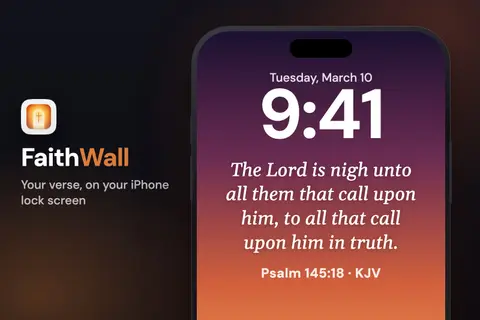 FaithWall
Your verse, on your iPhone
lock screen
Tuesday, March 10
9:41
The Lord is nigh unto
all them that call upon
him, to all that call
upon him in truth.
Psalm 145:18 · KJV